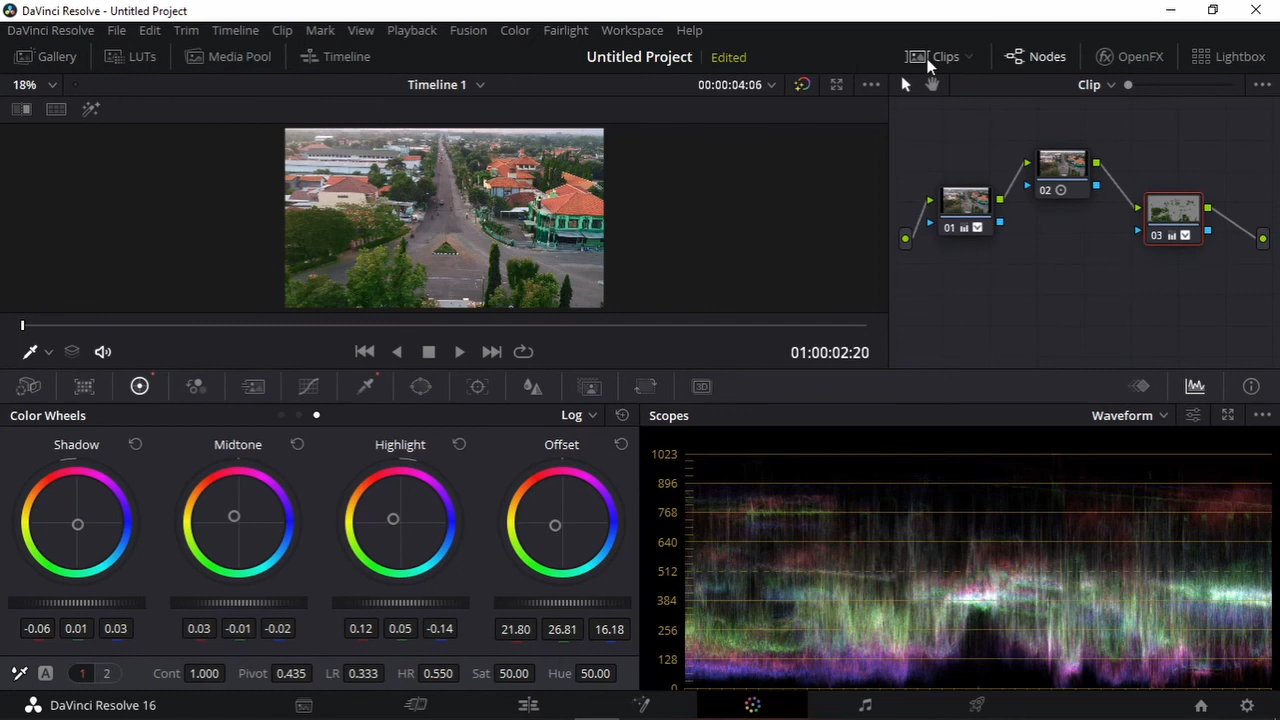 DaVinci Resolve - Untitled Project
DaVinci Resolve File Edit Trim Timeline Clip Mark View Playback Fusion Color Fairlight Workspace Help
Gallery LUTs Media Pool Timeline Untitled Project Edited Clips Nodes OpenFX Lightbox
18% Timeline 1 00:00:04:06 Clip
02
01
03
01:00:02:20
3D
Color Wheels Log Scopes Waveform
Shadow Midtone Highlight Offset
1023
896
768
640
512
384
256
128
0
-0.06 0.01 0.03 0.03 -0.01 -0.02 0.12 0.05 -0.14 21.80 26.81 16.18
A 1 2 Cont 1.000 Pivot 0.435 LR 0.333 HR 0.550 Sat 50.00 Hue 50.00
DaVinci Resolve 16